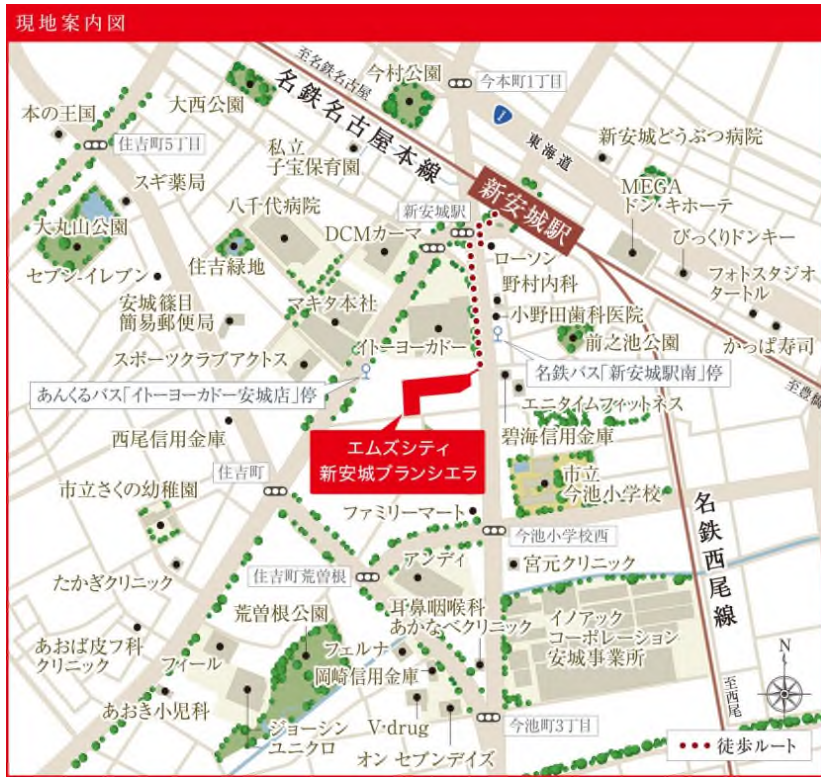 現地案内図
至名鉄名古屋
今村公園
今本町1丁目
大西公園
名鉄名古屋本線
本の王国
住吉町5丁目
1
東海道
新安城どうぶつ病院
私立
子宝保育園
スギ薬局
新安城駅
MEGA
ドン・キホーテ
八千代病院
新安城駅
大丸山公園
DCMカーマ
びっくりドンキー
住吉緑地
ローソン
セブン-イレブン
野村内科
フォトスタジオ
タートル
安城篠目
簡易郵便局
マキタ本社
小野田歯科医院
イトーヨーカドー
前之池公園
かっぱ寿司
スポーツクラブアクトス
名鉄バス「新安城駅南」停
至豊橋
あんくるバス「イトーヨーカドー安城店」停
エニタイムフィットネス
西尾信用金庫
碧海信用金庫
エムズシティ
新安城ブランシエラ
住吉町
市立
今池小学校
市立さくの幼稚園
名鉄西尾線
ファミリーマート
今池小学校西
アンディ
宮元クリニック
たかぎクリニック
住吉町荒曽根
荒曽根公園
耳鼻咽喉科
あかなべクリニック
イノアック
コーポレーション
安城事業所
あおば皮フ科
クリニック
フィール
フェルナ
岡崎信用金庫
N
至西尾
あおき小児科
ジョーシン
ユニクロ
V・drug
オン セブンデイズ
今池町3丁目
徒歩ルート